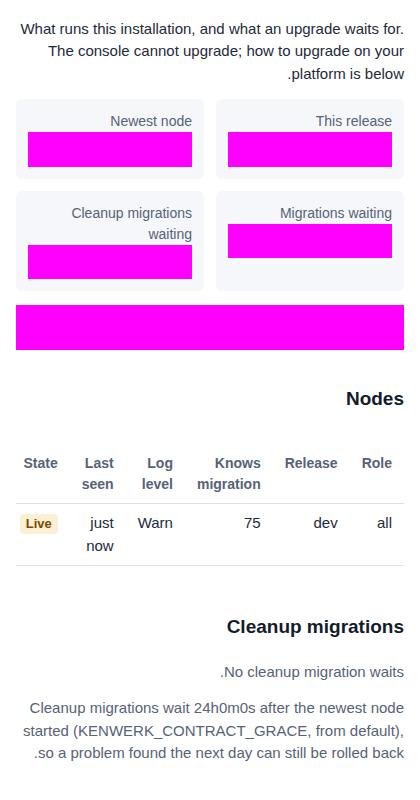 What runs this installation, and what an upgrade waits for.
The console cannot upgrade; how to upgrade on your
.platform is below
This release
Newest node
Migrations waiting
Cleanup migrations
waiting
Nodes
Role
Release
Knows
migration
Log
level
Last
seen
State
all
dev
75
Warn
just
now
Live
Cleanup migrations
.No cleanup migration waits
Cleanup migrations wait 24h0m0s after the newest node
started (KENWERK_CONTRACT_GRACE, from default),
.so a problem found the next day can still be rolled back